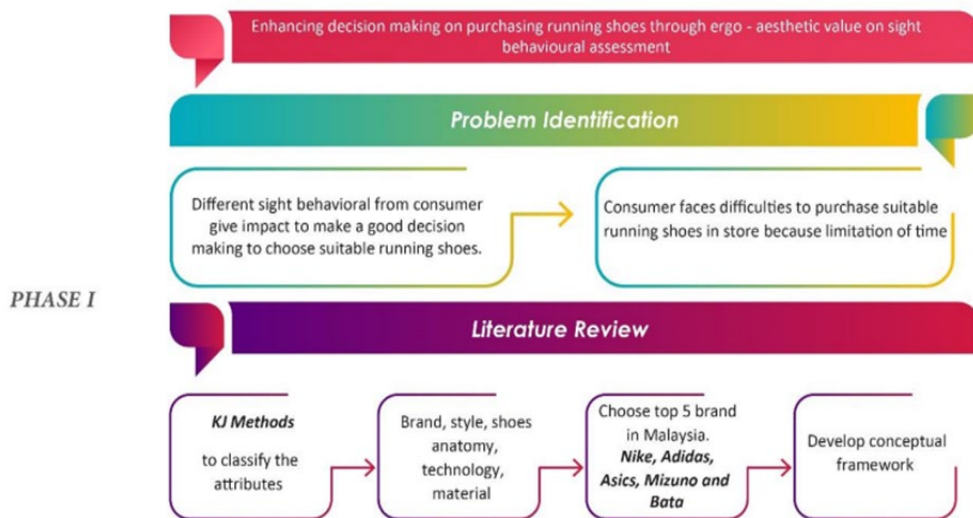 Enhancing decision making on purchasing running shoes through ergo - aesthetic value on sight
behavioural assessment
Problem Identification
Different sight behavioral from consumer
give impact to make a good decision
making to choose suitable running shoes.
Consumer faces difficulties to purchase suitable
running shoes in store because limitation of time
PHASE I
Literature Review
KJ Methods
to classify the
attributes
Brand, style, shoes
anatomy,
technology,
material
Choose top 5 brand
in Malaysia.
Nike, Adidas,
Asics, Mizuno and
Bata
Develop conceptual
framework